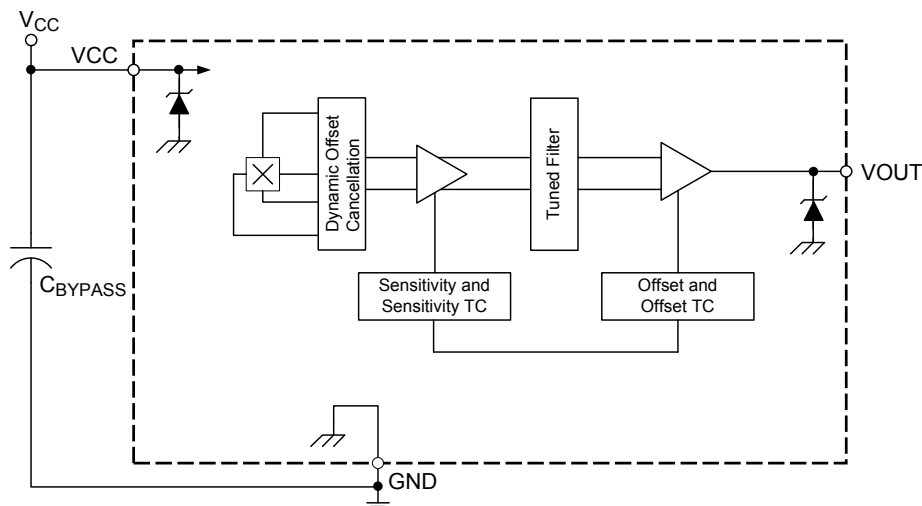 VCC
VCC
Dynamic Offset
Cancellation
Tuned Filter
VOUT
CBYPASS
Sensitivity and
Sensitivity TC
Offset and
Offset TC
GND